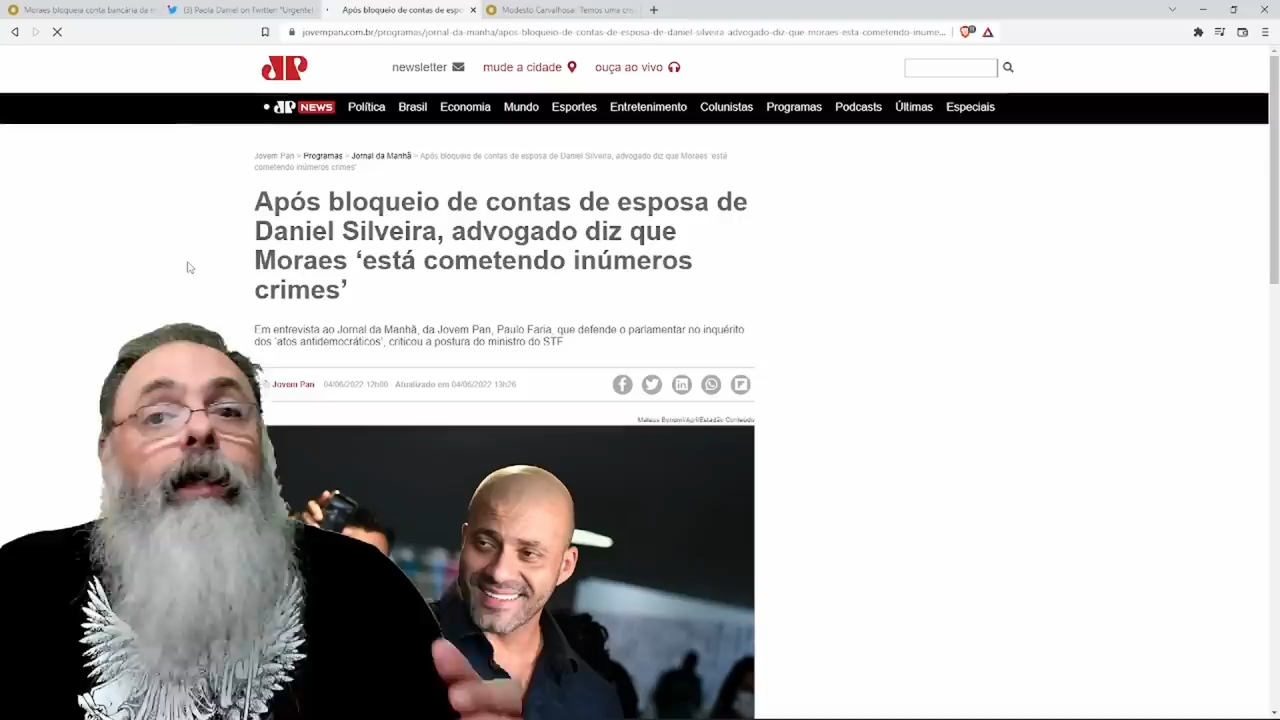 Moraes bloqueia conta bancária da m
(3) Paola Daniel on Twitter: "Urgente!
Após bloqueio de contas de espo
Modesto Carvalhosa: Temos uma cris
jovempan.com.br/programas/jornal-da-manha/apos-bloqueio-de-contas-de-esposa-de-daniel-silveira-advogado-diz-que-moraes-esta-cometendo-inume...
JP
newsletter
mude a cidade
ouça ao vivo
JP NEWS
Política
Brasil
Economia
Mundo
Esportes
Entretenimento
Colunistas
Programas
Podcasts
Últimas
Especiais
Jovem Pan > Programas > Jornal da Manhã > Após bloqueio de contas de esposa de Daniel Silveira, advogado diz que Moraes 'está
cometendo inúmeros crimes'
Após bloqueio de contas de esposa de
Daniel Silveira, advogado diz que
Moraes ‘está cometendo inúmeros
crimes’
Em entrevista ao Jornal da Manhã, da Jovem Pan, Paulo Faria, que defende o parlamentar no inquérito
dos ‘atos antidemocráticos’, criticou a postura do ministro do STF
Jovem Pan 04/06/2022 12h00 Atualizado em 04/06/2022 13h26
Mateus Bonomi/Agif/Estadão Conteúdo